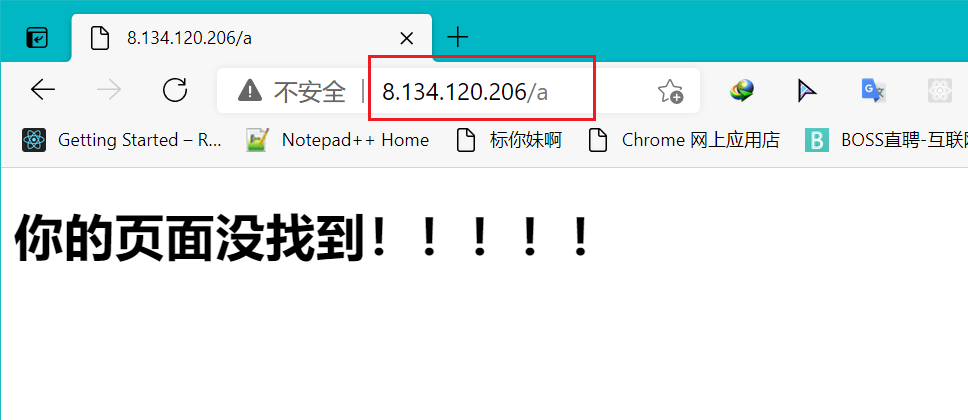 8.134.120.206/a
不安全 8.134.120.206/a
Getting Started – R... Notepad++ Home 标你妹啊 Chrome 网上应用店 B BOSS直聘-互联网
你的页面没找到！！！！！